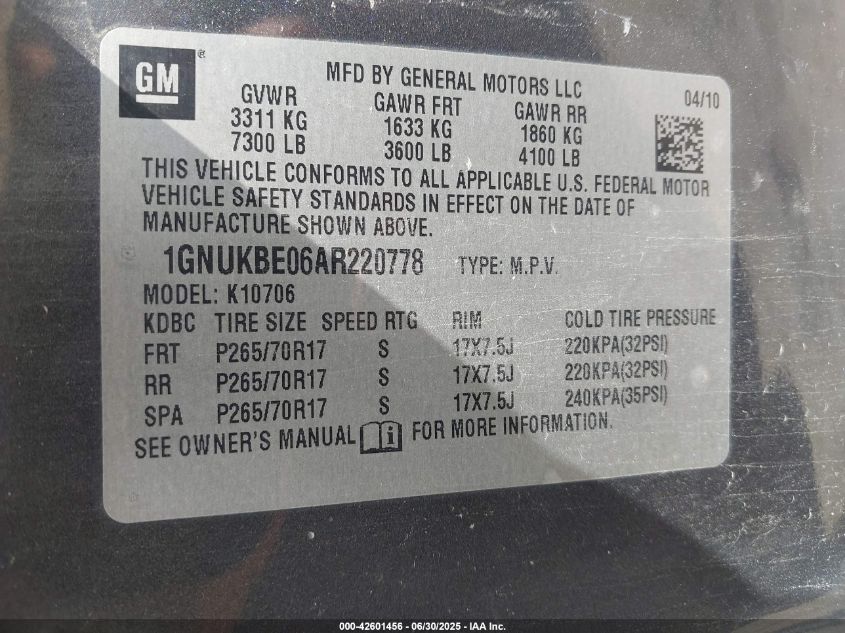 GM®
MFD BY GENERAL MOTORS LLC
04/10
GVWR GAWR FRT GAWR RR
3311 KG 1633 KG 1860 KG
7300 LB 3600 LB 4100 LB
THIS VEHICLE CONFORMS TO ALL APPLICABLE U.S. FEDERAL MOTOR
VEHICLE SAFETY STANDARDS IN EFFECT ON THE DATE OF
MANUFACTURE SHOWN ABOVE.
1GNUKBE06AR220778 TYPE: M.P.V.
MODEL: K10706
KDBC TIRE SIZE SPEED RTG RIM COLD TIRE PRESSURE
FRT P265/70R17 S 17X7.5J 220KPA(32PSI)
RR P265/70R17 S 17X7.5J 220KPA(32PSI)
SPA P265/70R17 S 17X7.5J 240KPA(35PSI)
SEE OWNER'S MANUAL i FOR MORE INFORMATION.
000-42601456 - 06/30/2025 - IAA Inc.